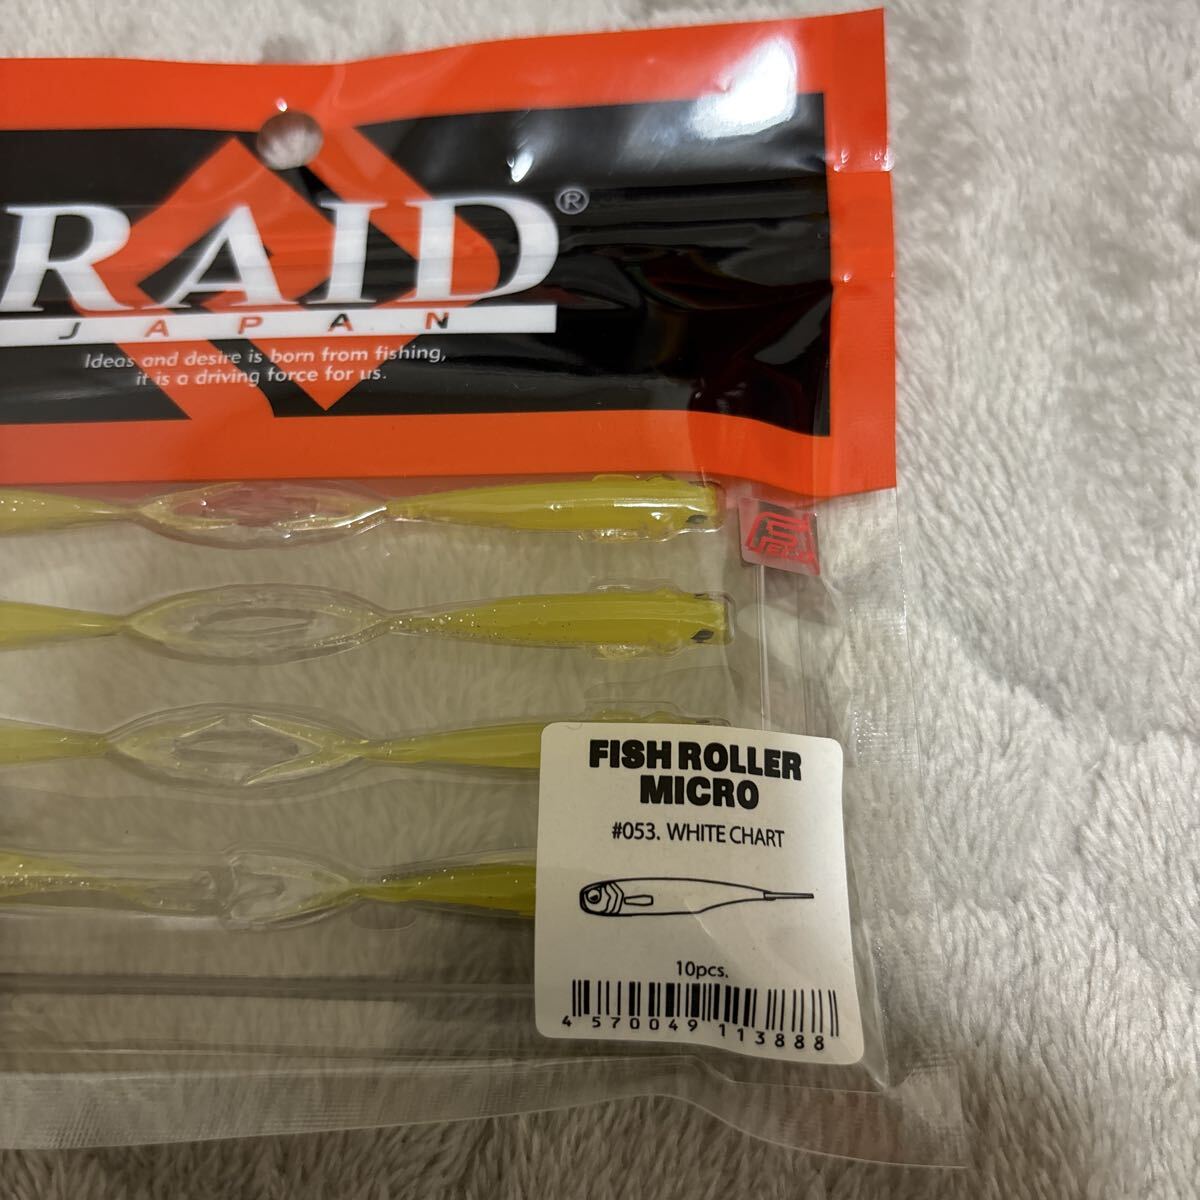 RAID®
JAPAN
Ideas and desire is born from fishing,
it is a driving force for us.
FISH ROLLER
MICRO
#053. WHITE CHART
10pcs.
4 570049 113888